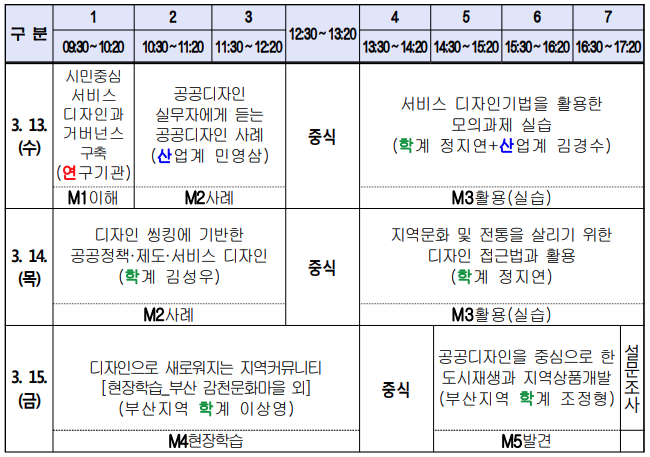 구 분
1
2
3
12:30~13:20
4
5
6
7
09:30~10:20
10:30~11:20
11:30~12:20
13:30~14:20
14:30~15:20
15:30~16:20
16:30~17:20
3. 13.
(수)
시민중심
서비스
디자인과
거버넌스
구축
(연구기관)
M1이해
공공디자인
실무자에게 듣는
공공디자인 사례
(산업계 민영삼)
M2사례
중식
서비스 디자인기법을 활용한
모의과제 실습
(학계 정지연+산업계 김경수)
M3활용(실습)
3. 14.
(목)
디자인 씽킹에 기반한
공공정책·제도·서비스 디자인
(학계 김성우)
M2사례
중식
지역문화 및 전통을 살리기 위한
디자인 접근법과 활용
(학계 정지연)
M3활용(실습)
3. 15.
(금)
디자인으로 새로워지는 지역커뮤니티
[현장학습_부산 감천문화마을 외]
(부산지역 학계 이상영)
M4현장학습
중식
공공디자인을 중심으로 한
도시재생과 지역상품개발
(부산지역 학계 조정형)
M5발견
설문조사